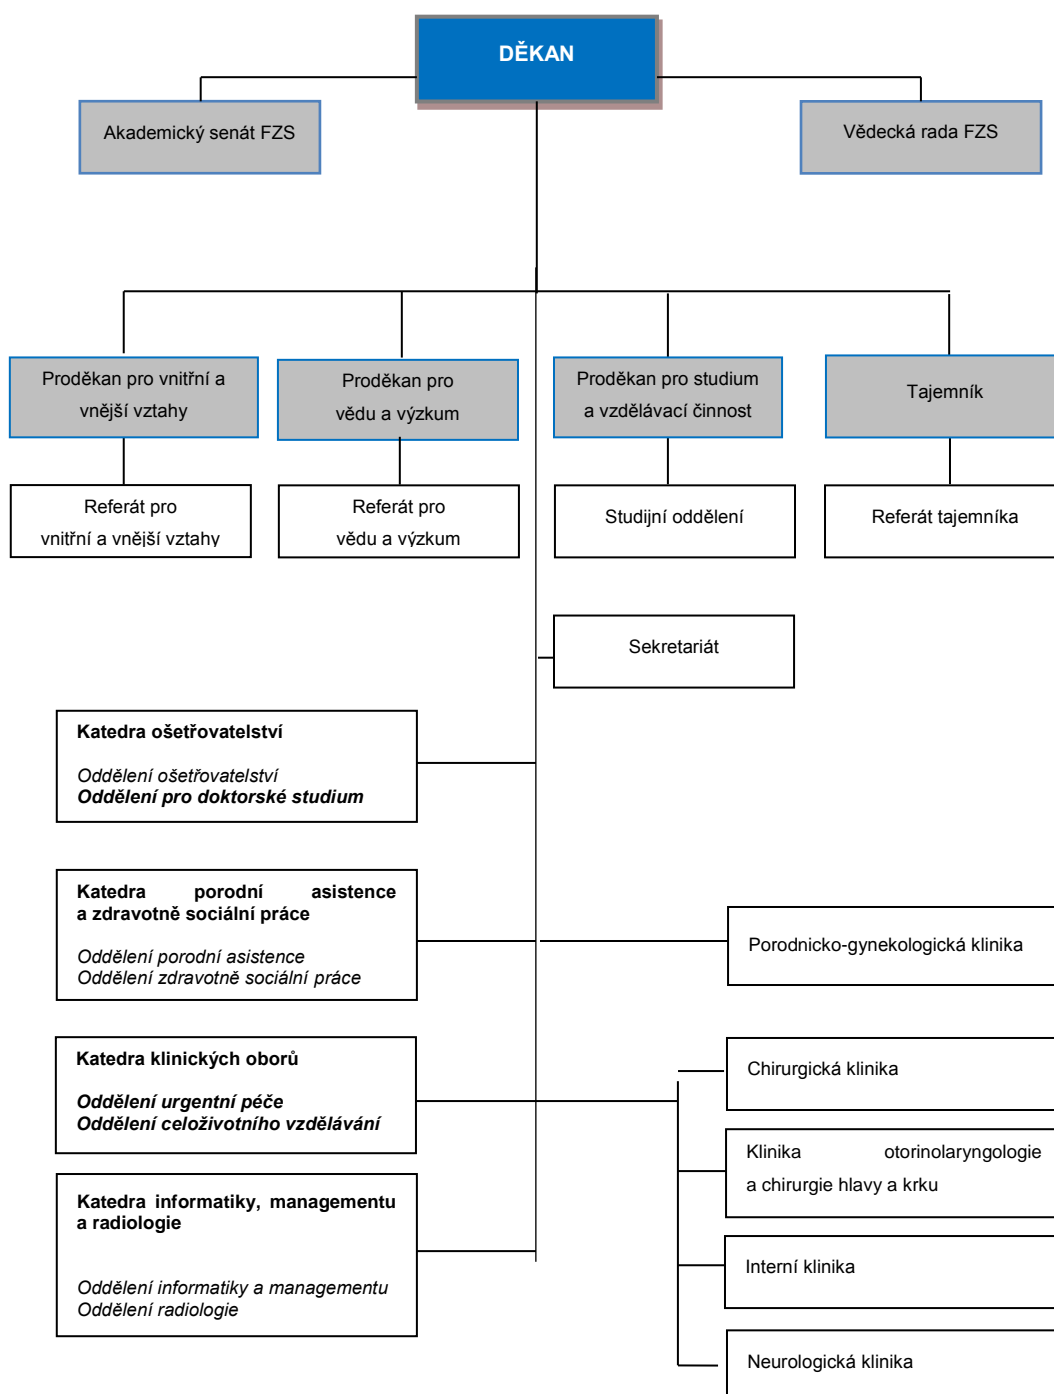 DĚKAN
Akademický senát FZS
Vědecká rada FZS
Proděkan pro vnitřní a
vnější vztahy
Proděkan pro
vědu a výzkum
Proděkan pro studium
a vzdělávací činnost
Tajemník
Referát pro
vnitřní a vnější vztahy
Referát pro
vědu a výzkum
Studijní oddělení
Referát tajemníka
Sekretariát
Katedra ošetřovatelství
Oddělení ošetřovatelství
Oddělení pro doktorské studium
Katedra porodní asistence
a zdravotně sociální práce
Oddělení porodní asistence
Oddělení zdravotně sociální práce
Porodnicko-gynekologická klinika
Katedra klinických oborů
Oddělení urgentní péče
Oddělení celoživotního vzdělávání
Chirurgická klinika
Klinika otorinolaryngologie
a chirurgie hlavy a krku
Katedra informatiky, managementu
a radiologie
Oddělení informatiky a managementu
Oddělení radiologie
Interní klinika
Neurologická klinika